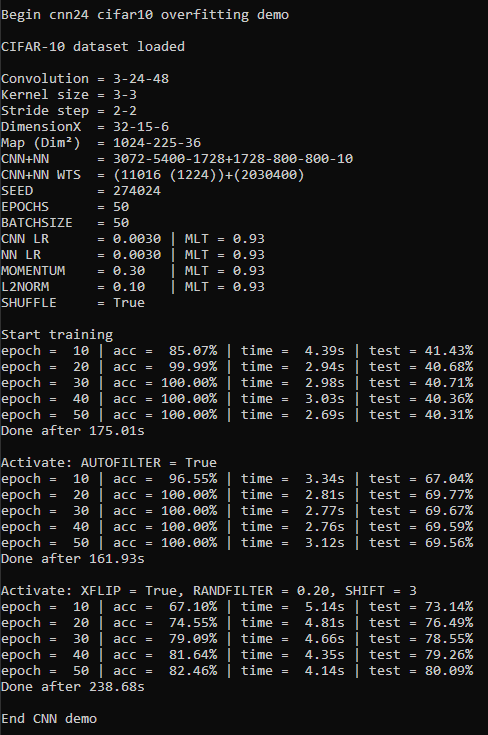 Begin cnn24 cifar10 overfitting demo
CIFAR-10 dataset loaded
Convolution = 3-24-48
Kernel size = 3-3
Stride step = 2-2
DimensionX  = 32-15-6
Map (Dim²)  = 1024-225-36
CNN+NN      = 3072-5400-1728+1728-800-800-10
CNN+NN WTS  = (11016 (1224))+(2030400)
SEED        = 274024
EPOCHS      = 50
BATCHSIZE   = 50
CNN LR      = 0.0030 | MLT = 0.93
NN LR       = 0.0030 | MLT = 0.93
MOMENTUM    = 0.30   | MLT = 0.93
L2NORM      = 0.10   | MLT = 0.93
SHUFFLE     = True
Start training
epoch =  10 | acc =  85.07% | time =  4.39s | test = 41.43%
epoch =  20 | acc =  99.99% | time =  2.94s | test = 40.68%
epoch =  30 | acc = 100.00% | time =  2.98s | test = 40.71%
epoch =  40 | acc = 100.00% | time =  3.03s | test = 40.36%
epoch =  50 | acc = 100.00% | time =  2.69s | test = 40.31%
Done after 175.01s
Activate: AUTOFILTER = True
epoch =  10 | acc =  96.55% | time =  3.34s | test = 67.04%
epoch =  20 | acc = 100.00% | time =  2.81s | test = 69.77%
epoch =  30 | acc = 100.00% | time =  2.77s | test = 69.67%
epoch =  40 | acc = 100.00% | time =  2.76s | test = 69.59%
epoch =  50 | acc = 100.00% | time =  3.12s | test = 69.56%
Done after 161.93s
Activate: XFLIP = True, RANDFILTER = 0.20, SHIFT = 3
epoch =  10 | acc =  67.10% | time =  5.14s | test = 73.14%
epoch =  20 | acc =  74.55% | time =  4.81s | test = 76.49%
epoch =  30 | acc =  79.09% | time =  4.66s | test = 78.55%
epoch =  40 | acc =  81.64% | time =  4.35s | test = 79.26%
epoch =  50 | acc =  82.46% | time =  4.14s | test = 80.09%
Done after 238.68s
End CNN demo